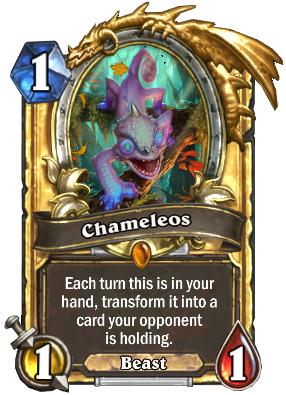 1
Chameleos
Each turn this is in your
hand, transform it into a
card your opponent
is holding.
1
Beast
1